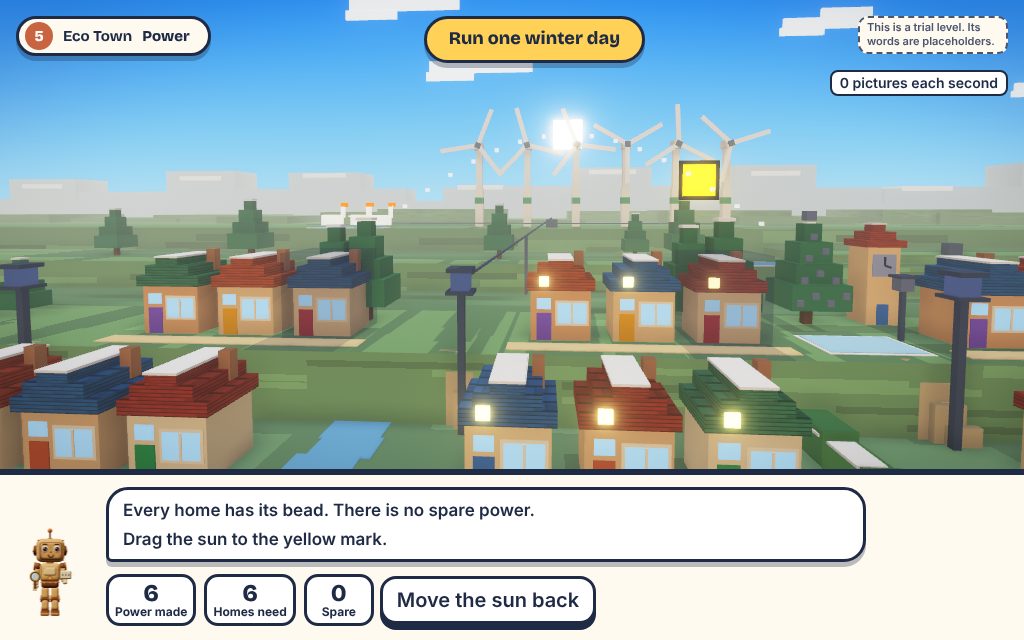 5 Eco Town Power
Run one winter day
This is a trial level. Its
words are placeholders.
0 pictures each second
Every home has its bead. There is no spare power.
Drag the sun to the yellow mark.
6
Power made
6
Homes need
0
Spare
Move the sun back